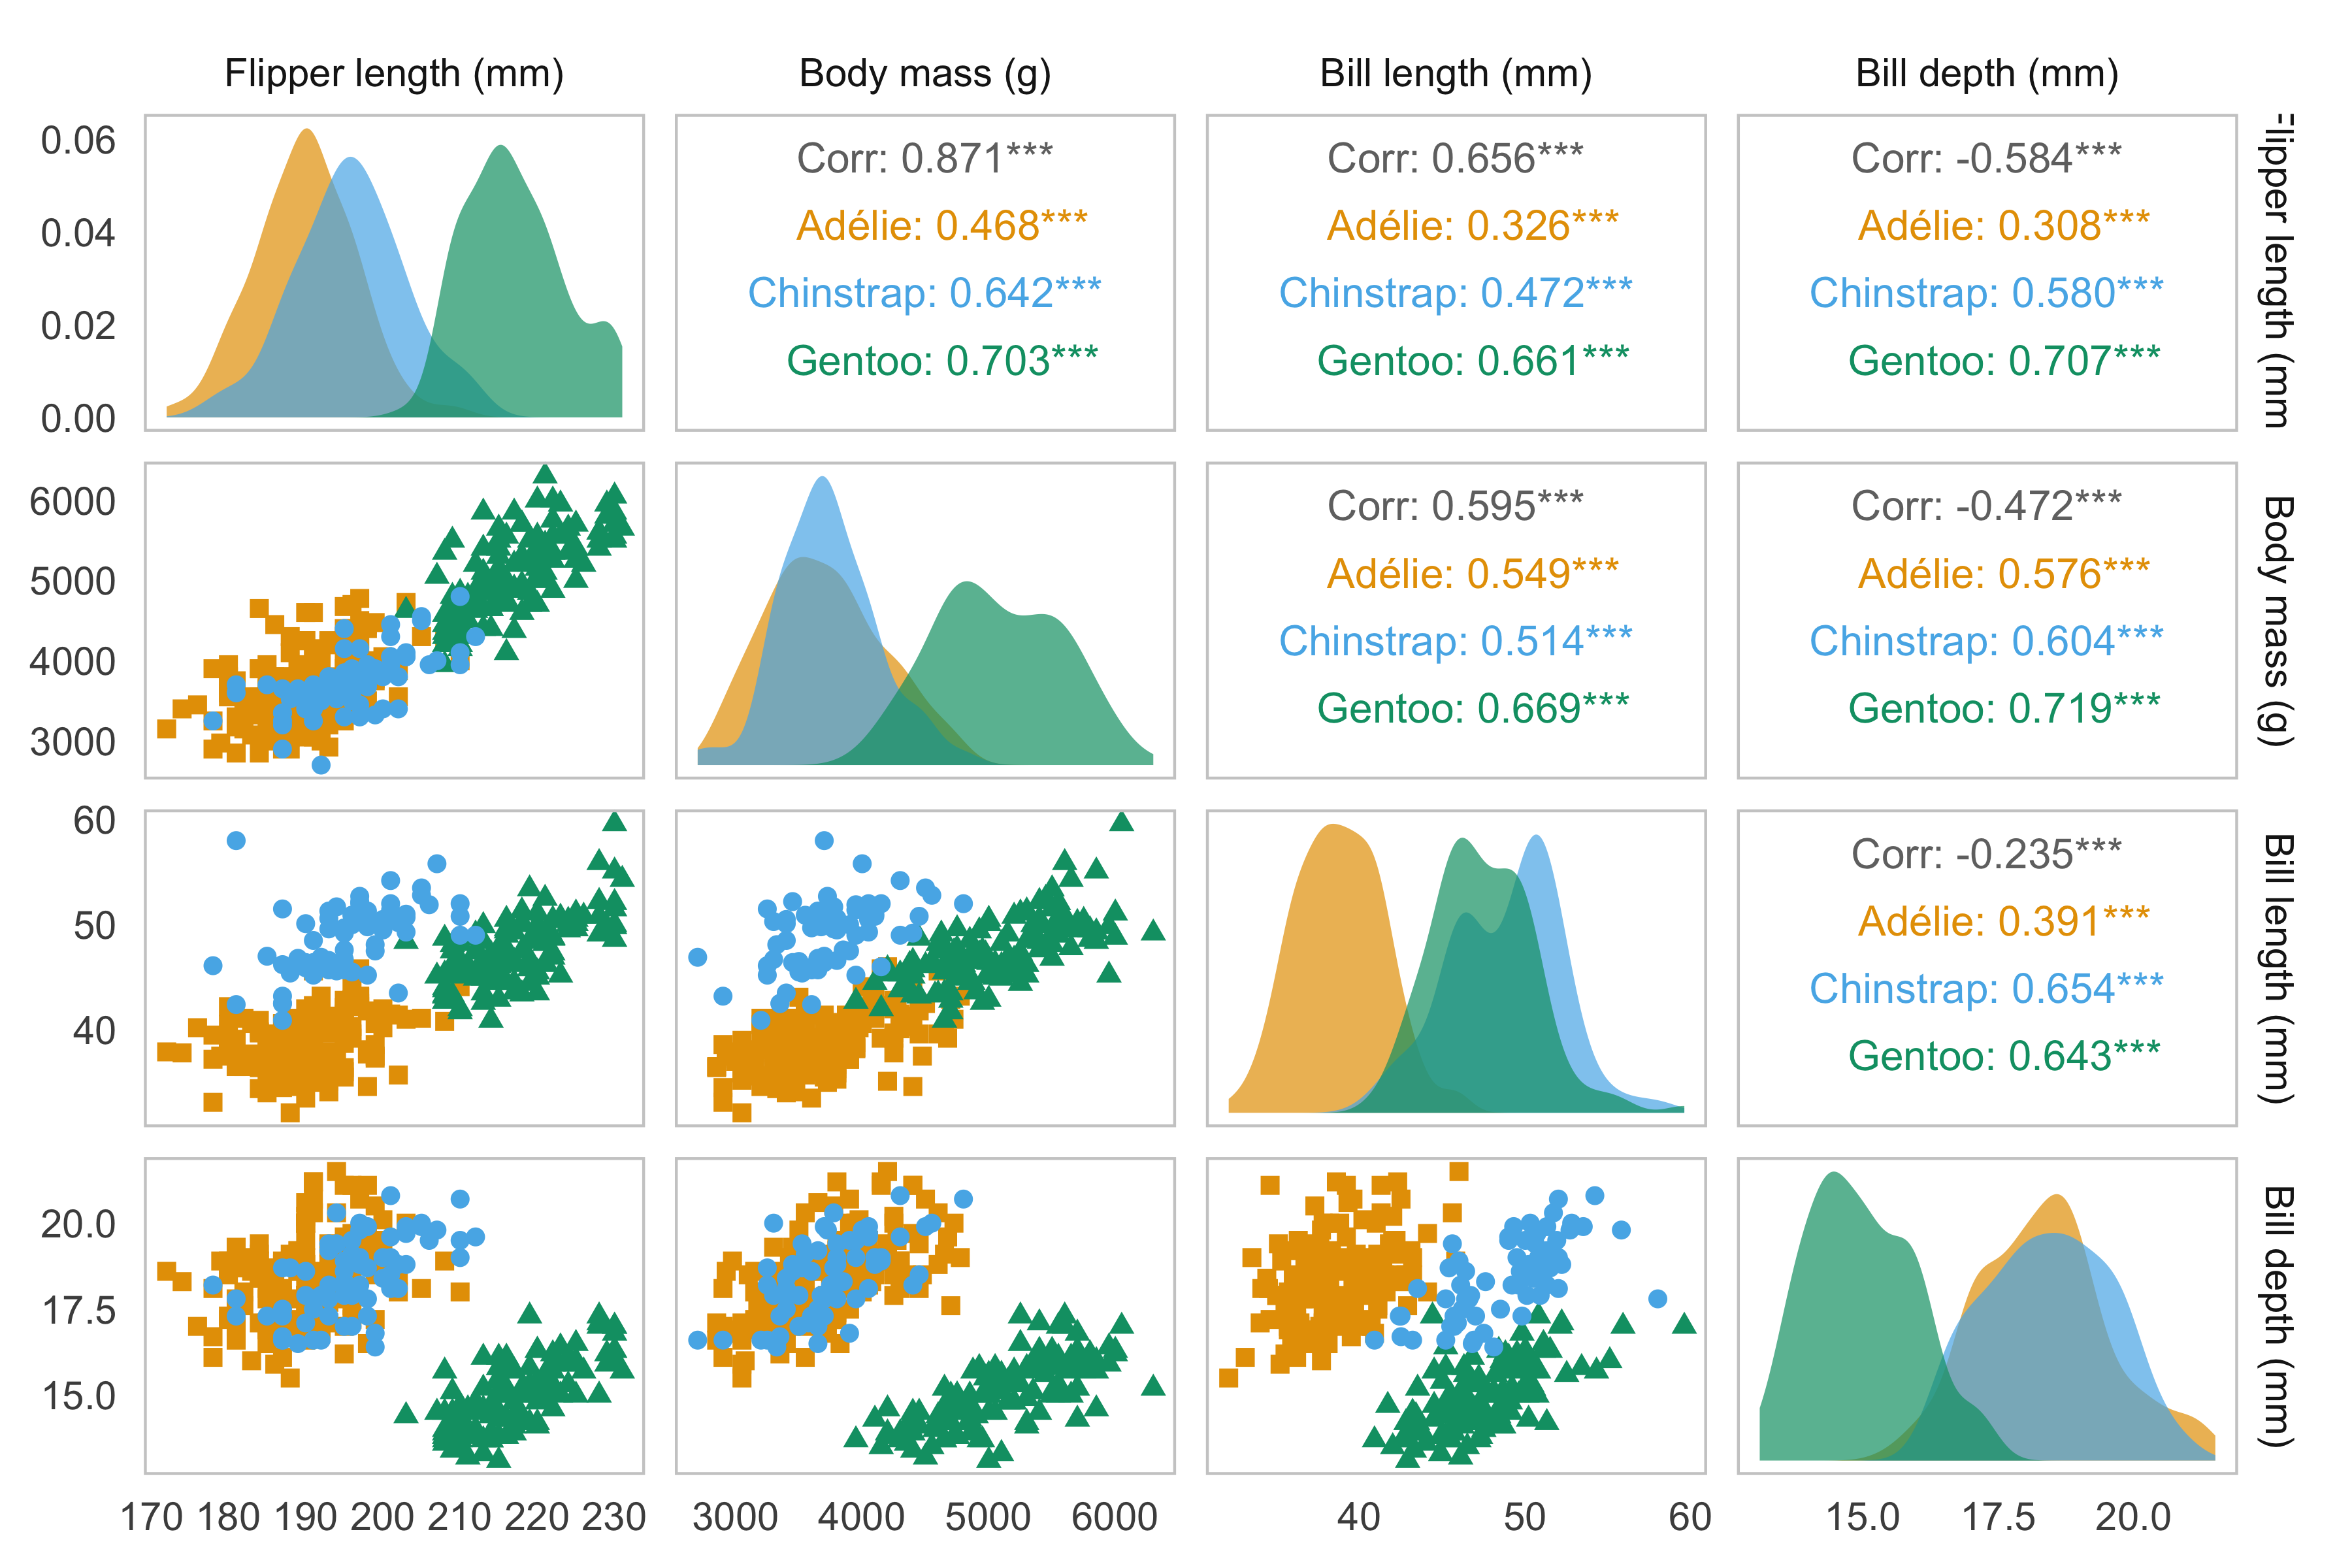 Flipper length (mm) Body mass (g) Bill length (mm) Bill depth (mm)
0.06
0.04
0.02
0.00
Corr: 0.871***
Adélie: 0.468***
Chinstrap: 0.642***
Gentoo: 0.703***
Corr: 0.656***
Adélie: 0.326***
Chinstrap: 0.472***
Gentoo: 0.661***
Corr: -0.584***
Adélie: 0.308***
Chinstrap: 0.580***
Gentoo: 0.707***
Flipper length (mm
6000
5000
4000
3000
Corr: 0.595***
Adélie: 0.549***
Chinstrap: 0.514***
Gentoo: 0.669***
Corr: -0.472***
Adélie: 0.576***
Chinstrap: 0.604***
Gentoo: 0.719***
Body mass (g)
60
50
40
Corr: -0.235***
Adélie: 0.391***
Chinstrap: 0.654***
Gentoo: 0.643***
Bill length (mm)
20.0
17.5
15.0
Bill depth (mm)
170 180 190 200 210 220 230
3000 4000 5000 6000
40 50 60
15.0 17.5 20.0